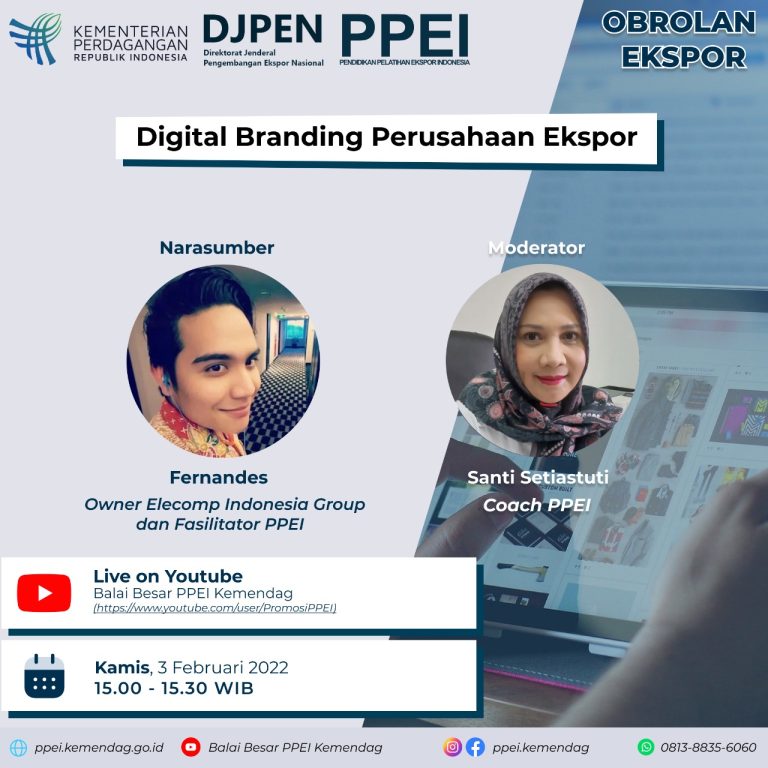 KEMENTERIAN
PERDAGANGAN
REPUBLIK INDONESIA
DJPEN
Direktorat Jenderal
Pengembangan Ekspor Nasional
PPEI
PENDIDIKAN PELATIHAN EKSPOR INDONESIA
OBROLAN
EKSPOR
Digital Branding Perusahaan Ekspor
Narasumber
Moderator
Fernandes
Owner Elecomp Indonesia Group
dan Fasilitator PPEI
Santi Setiastuti
Coach PPEI
CUSTOM BUILT
Live on Youtube
Balai Besar PPEI Kemendag
(https://www.youtube.com/user/PromosiPPEI)
Kamis, 3 Februari 2022
15.00 - 15.30 WIB
ppei.kemendag.go.id
Balai Besar PPEI Kemendag
ppei.kemendag
0813-8835-6060